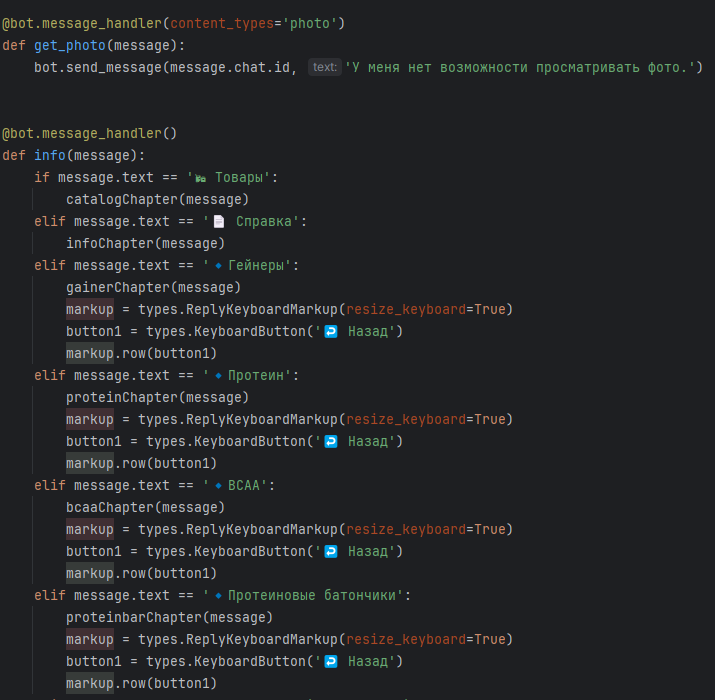 @bot.message_handler(content_types='photo')
def get_photo(message):
    bot.send_message(message.chat.id, text: 'У меня нет возможности просматривать фото.')
@bot.message_handler()
def info(message):
    if message.text == '🛍 Товары':
        catalogChapter(message)
    elif message.text == '📄 Справка':
        infoChapter(message)
    elif message.text == '🔹Гейнеры':
        gainerChapter(message)
        markup = types.ReplyKeyboardMarkup(resize_keyboard=True)
        button1 = types.KeyboardButton('↩️ Назад')
        markup.row(button1)
    elif message.text == '🔹Протеин':
        proteinChapter(message)
        markup = types.ReplyKeyboardMarkup(resize_keyboard=True)
        button1 = types.KeyboardButton('↩️ Назад')
        markup.row(button1)
    elif message.text == '🔹BCAA':
        bcaaChapter(message)
        markup = types.ReplyKeyboardMarkup(resize_keyboard=True)
        button1 = types.KeyboardButton('↩️ Назад')
        markup.row(button1)
    elif message.text == '🔹Протеиновые батончики':
        proteinbarChapter(message)
        markup = types.ReplyKeyboardMarkup(resize_keyboard=True)
        button1 = types.KeyboardButton('↩️ Назад')
        markup.row(button1)